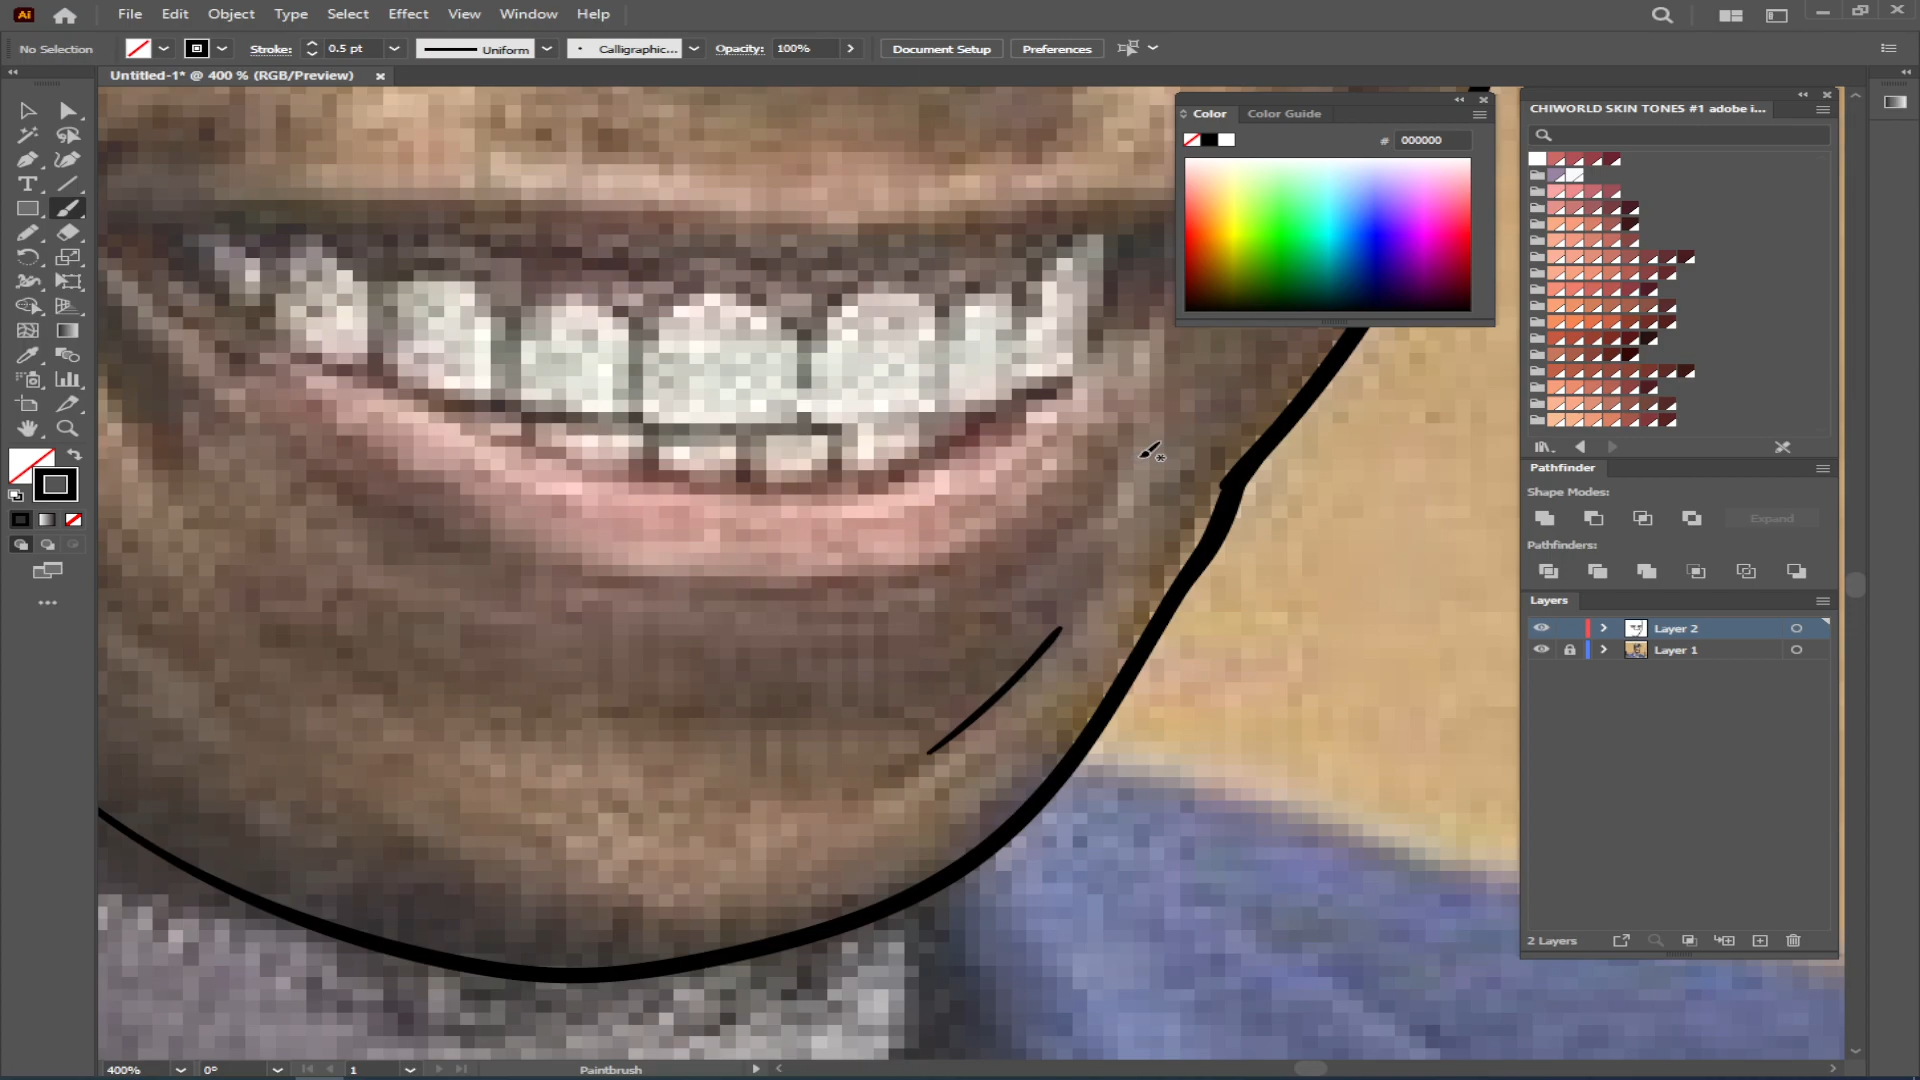 Ai File Edit Object Type Select Effect View Window Help
No Selection Stroke: 0.5 pt Uniform Calligraphic... Opacity: 100% Document Setup Preferences
Untitled-1* @ 400 % (RGB/Preview)
Color Color Guide
# 000000
CHIWORLD SKIN TONES #1 adobe i...
Pathfinder
Shape Modes:
Expand
Pathfinders:
Layers
Layer 2
Layer 1
2 Layers
400% 0° 1 Paintbrush